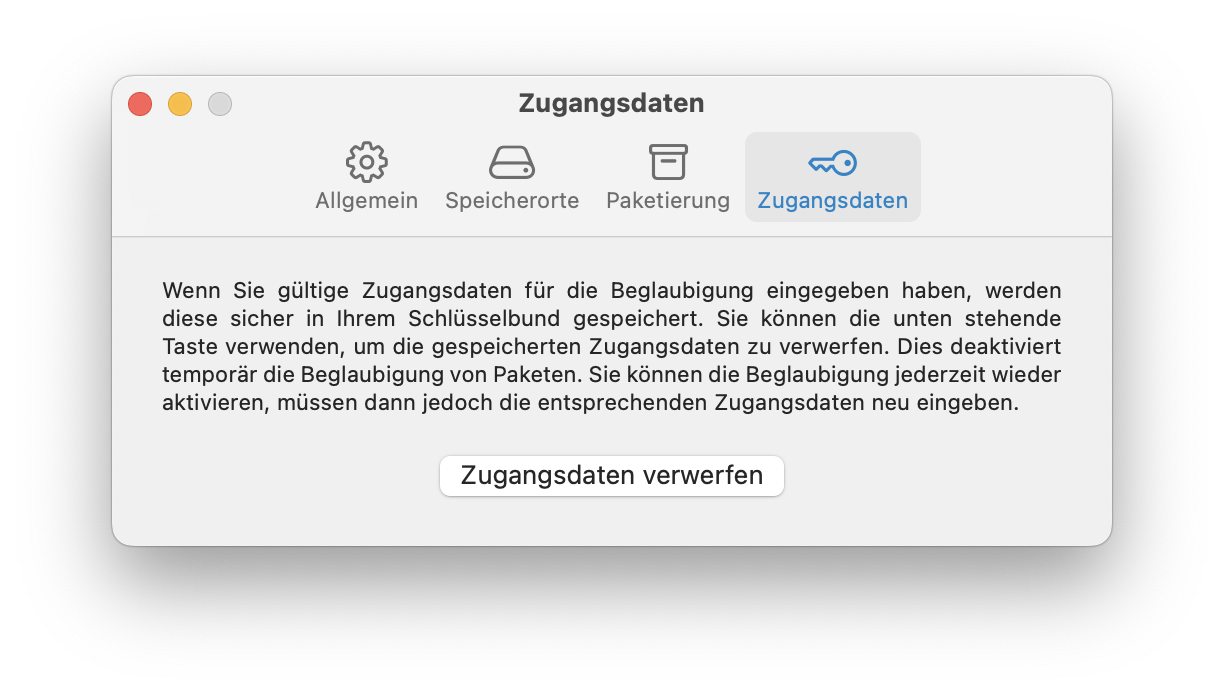 Zugangsdaten
Allgemein Speicherorte Paketierung Zugangsdaten
Wenn Sie gültige Zugangsdaten für die Beglaubigung eingegeben haben, werden
diese sicher in Ihrem Schlüsselbund gespeichert. Sie können die unten stehende
Taste verwenden, um die gespeicherten Zugangsdaten zu verwerfen. Dies deaktiviert
temporär die Beglaubigung von Paketen. Sie können die Beglaubigung jederzeit wieder
aktivieren, müssen dann jedoch die entsprechenden Zugangsdaten neu eingeben.
Zugangsdaten verwerfen